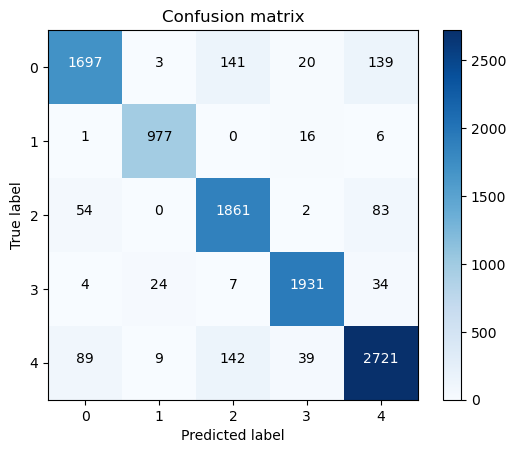 Confusion matrix
0 1697 3 141 20 139
1 1 977 0 16 6
2 54 0 1861 2 83
3 4 24 7 1931 34
4 89 9 142 39 2721
0 1 2 3 4
True label
Predicted label
2500
2000
1500
1000
500
0